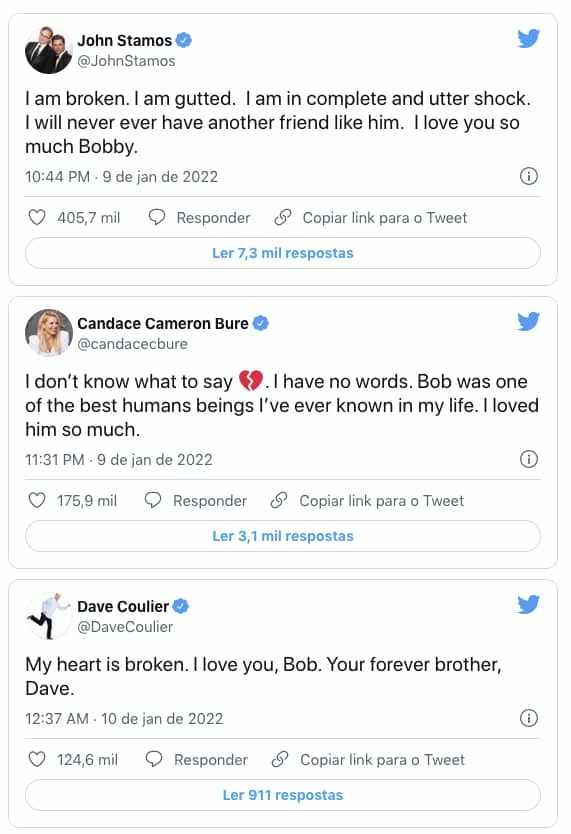 John Stamos
@JohnStamos
I am broken. I am gutted.  I am in complete and utter shock.
I will never ever have another friend like him.  I love you so
much Bobby.
10:44 PM · 9 de jan de 2022
405,7 mil Responder Copiar link para o Tweet
Ler 7,3 mil respostas
Candace Cameron Bure
@candacecbure
I don’t know what to say 💔. I have no words. Bob was one
of the best humans beings I’ve ever known in my life. I loved
him so much.
11:31 PM · 9 de jan de 2022
175,9 mil Responder Copiar link para o Tweet
Ler 3,1 mil respostas
Dave Coulier
@DaveCoulier
My heart is broken. I love you, Bob. Your forever brother,
Dave.
12:37 AM · 10 de jan de 2022
124,6 mil Responder Copiar link para o Tweet
Ler 911 respostas